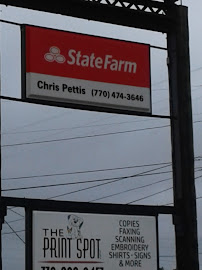 StateFarm
Chris Pettis (770) 474-3646
THE
PRINT SPOT
COPIES
FAXING
SCANNING
EMBROIDERY
SHIRTS - SIGNS
& MORE